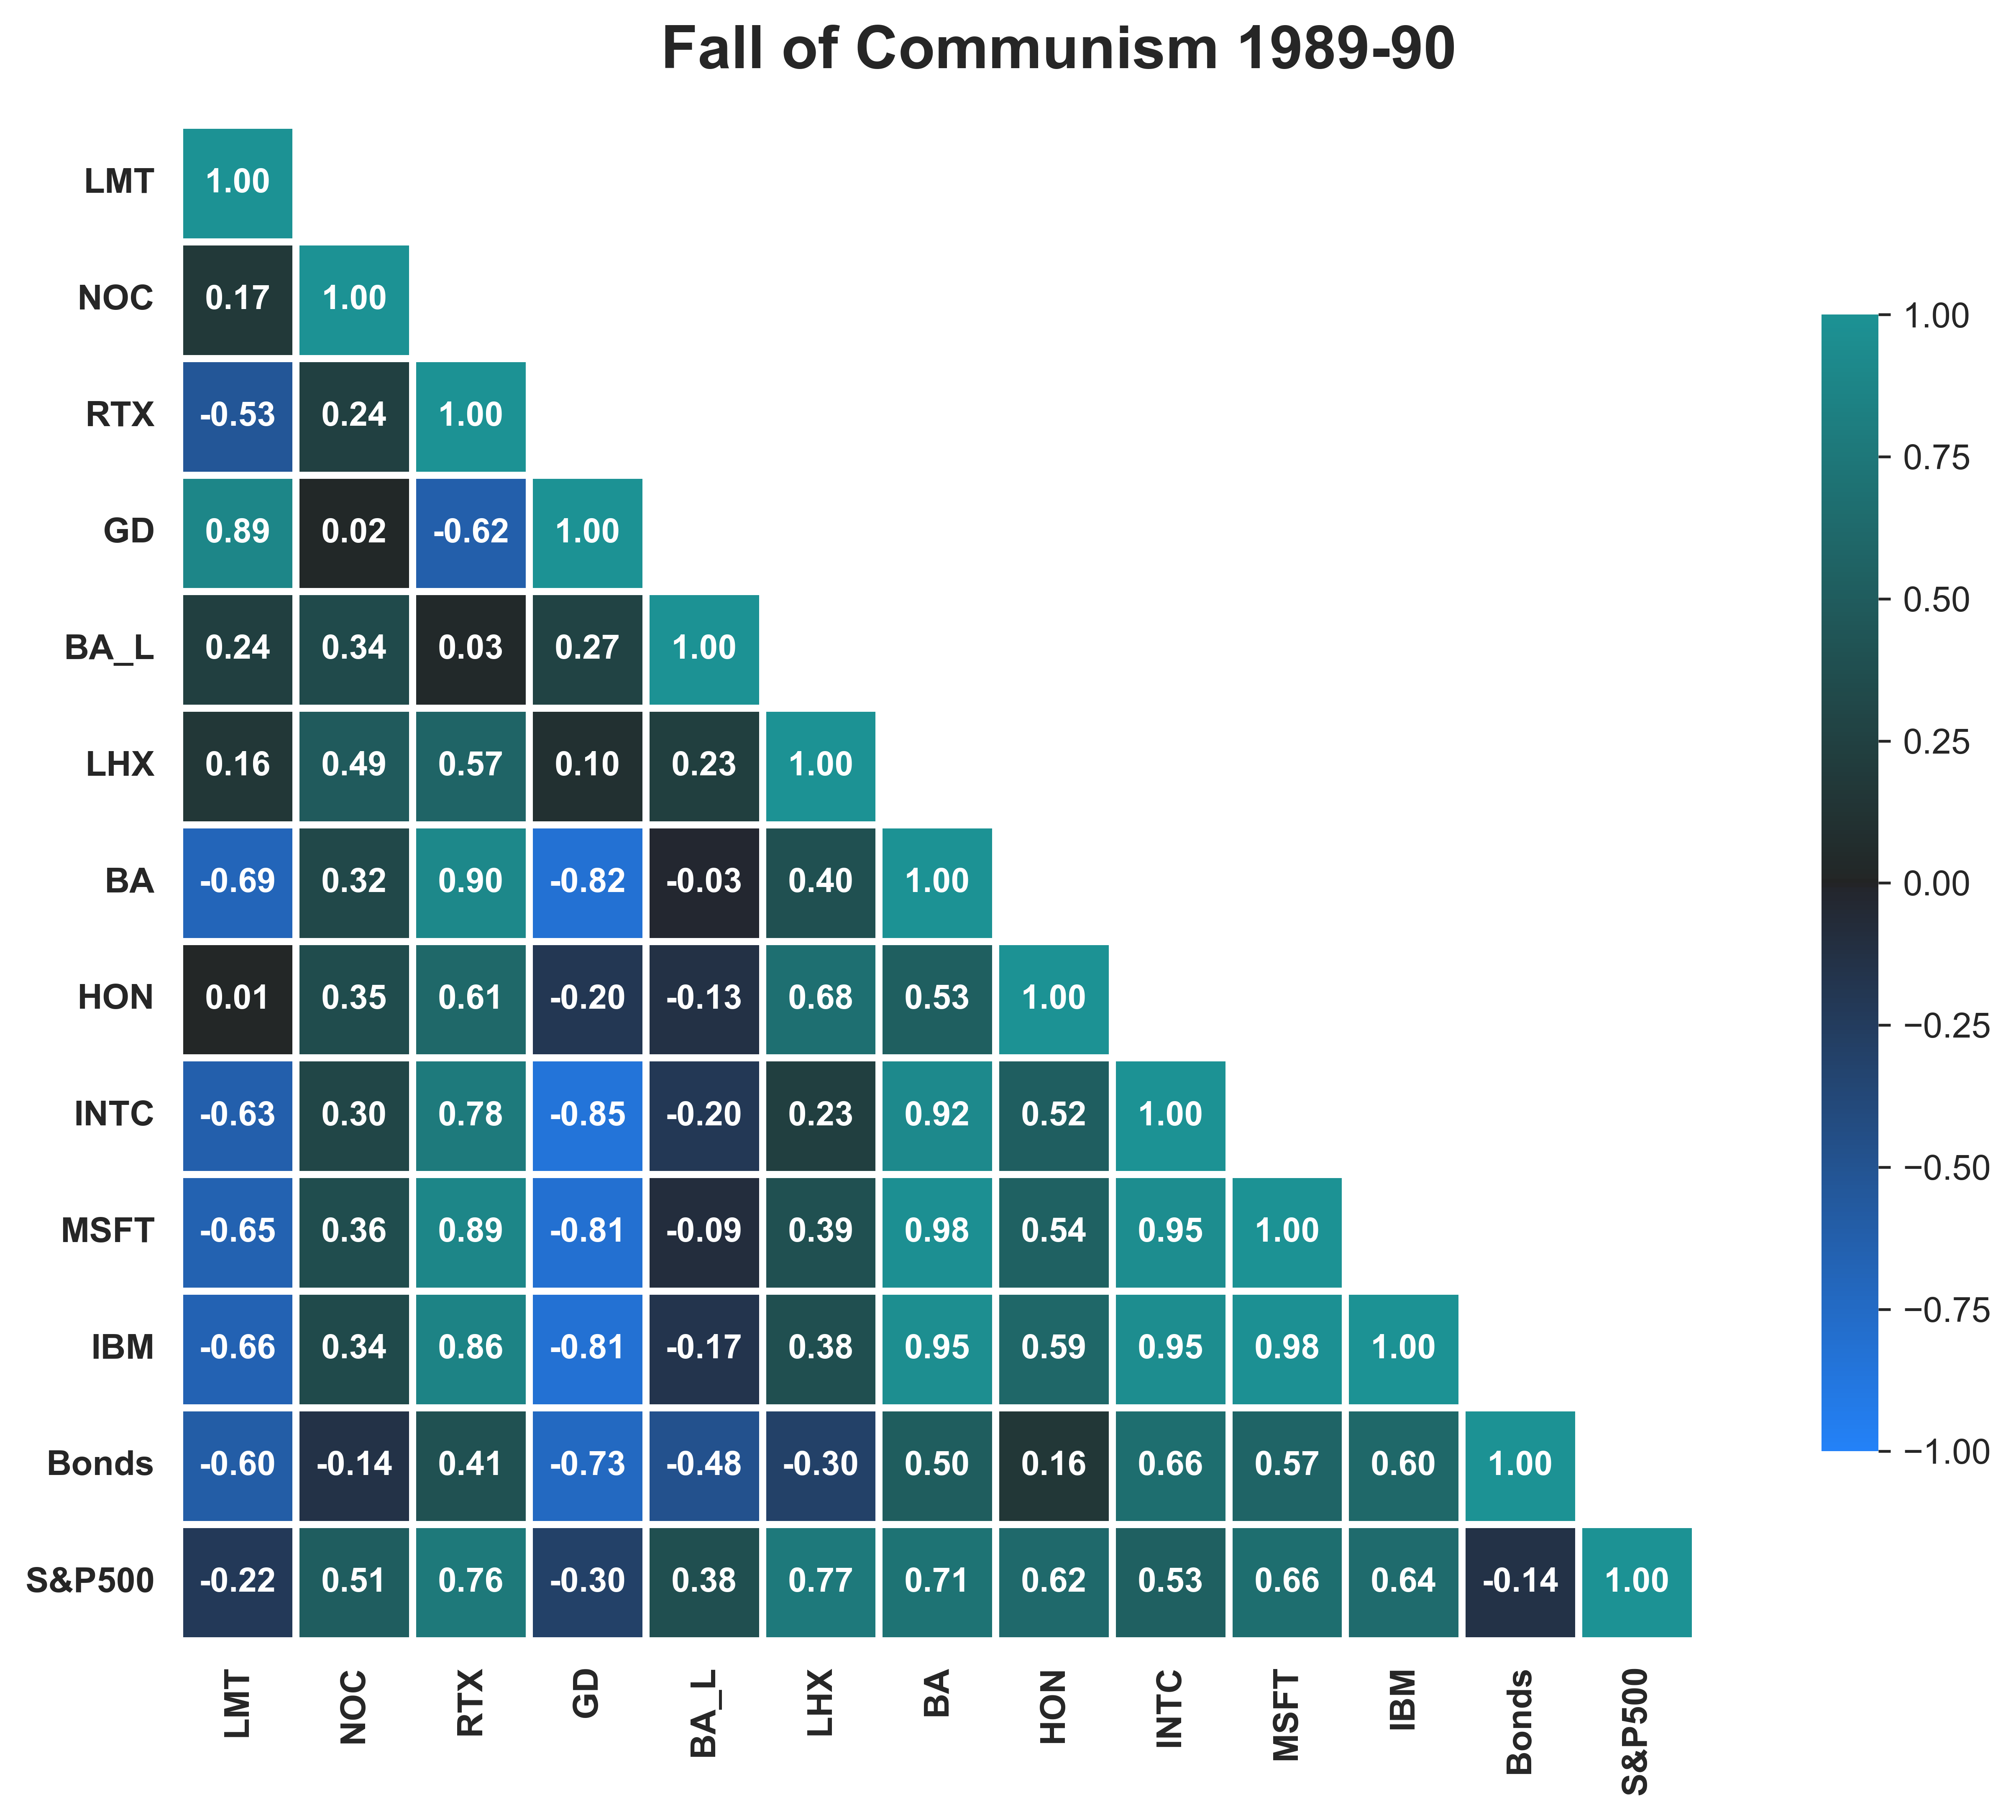 Fall of Communism 1989-90
LMT 1.00
NOC 0.17 1.00
RTX -0.53 0.24 1.00
GD 0.89 0.02 -0.62 1.00
BA_L 0.24 0.34 0.03 0.27 1.00
LHX 0.16 0.49 0.57 0.10 0.23 1.00
BA -0.69 0.32 0.90 -0.82 -0.03 0.40 1.00
HON 0.01 0.35 0.61 -0.20 -0.13 0.68 0.53 1.00
INTC -0.63 0.30 0.78 -0.85 -0.20 0.23 0.92 0.52 1.00
MSFT -0.65 0.36 0.89 -0.81 -0.09 0.39 0.98 0.54 0.95 1.00
IBM -0.66 0.34 0.86 -0.81 -0.17 0.38 0.95 0.59 0.95 0.98 1.00
Bonds -0.60 -0.14 0.41 -0.73 -0.48 -0.30 0.50 0.16 0.66 0.57 0.60 1.00
S&P500 -0.22 0.51 0.76 -0.30 0.38 0.77 0.71 0.62 0.53 0.66 0.64 -0.14 1.00
LMT NOC RTX GD BA_L LHX BA HON INTC MSFT IBM Bonds S&P500
1.00
0.75
0.50
0.25
0.00
−0.25
−0.50
−0.75
−1.00